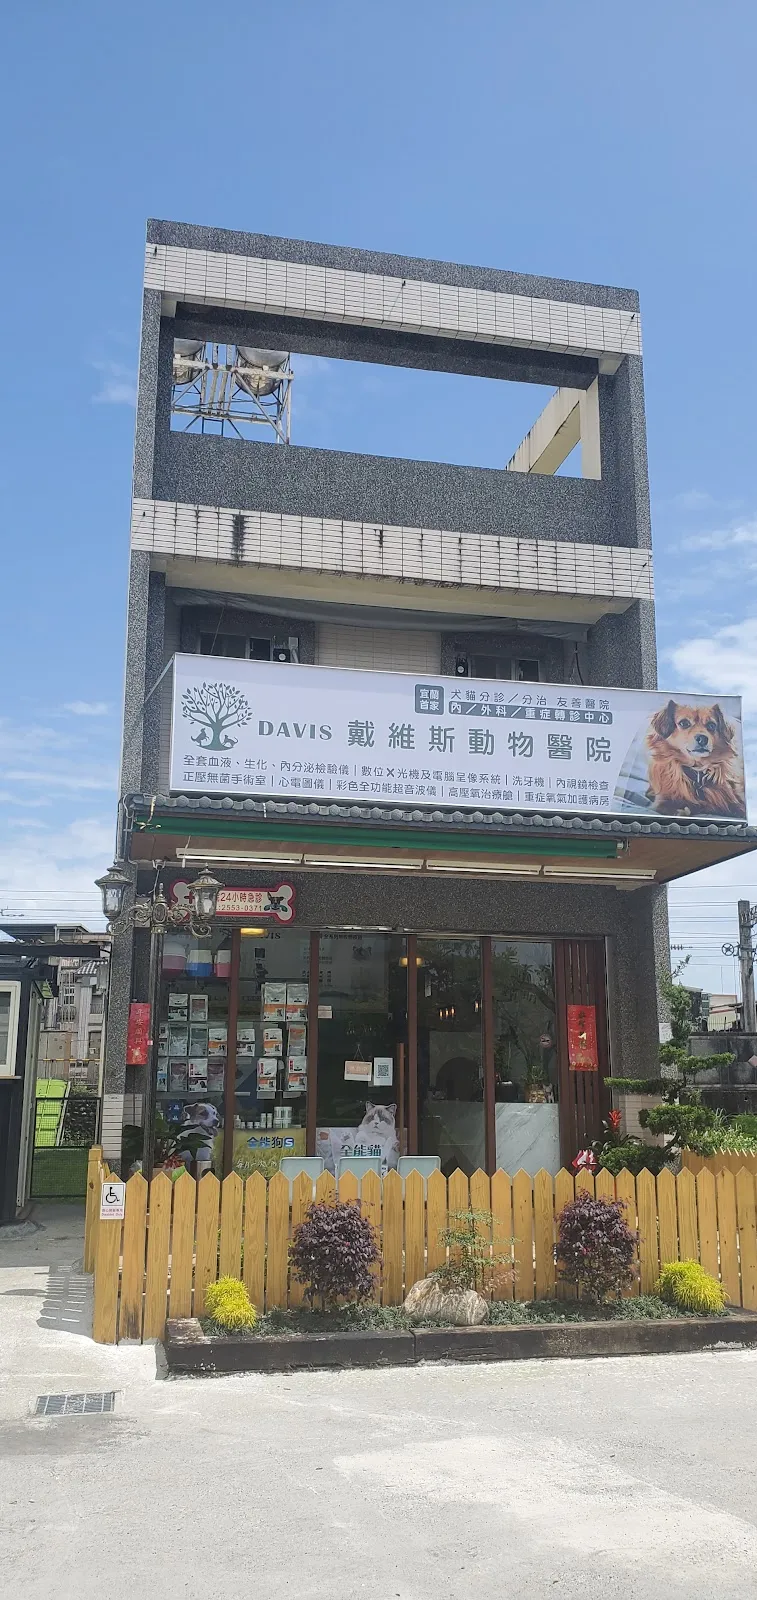 宜蘭
首家
犬貓分診／分治 友善醫院
內／外科／重症轉診中心
DAVIS 戴維斯動物醫院
全套血液、生化、內分泌檢驗儀｜數位X光機及電腦呈像系統｜洗牙機｜內視鏡檢查
正壓無菌手術室｜心電圖儀｜彩色全功能超音波儀｜高壓氧治療艙｜重症氧氣加護病房
24小時急診
2553-0371
全能狗S
全能貓